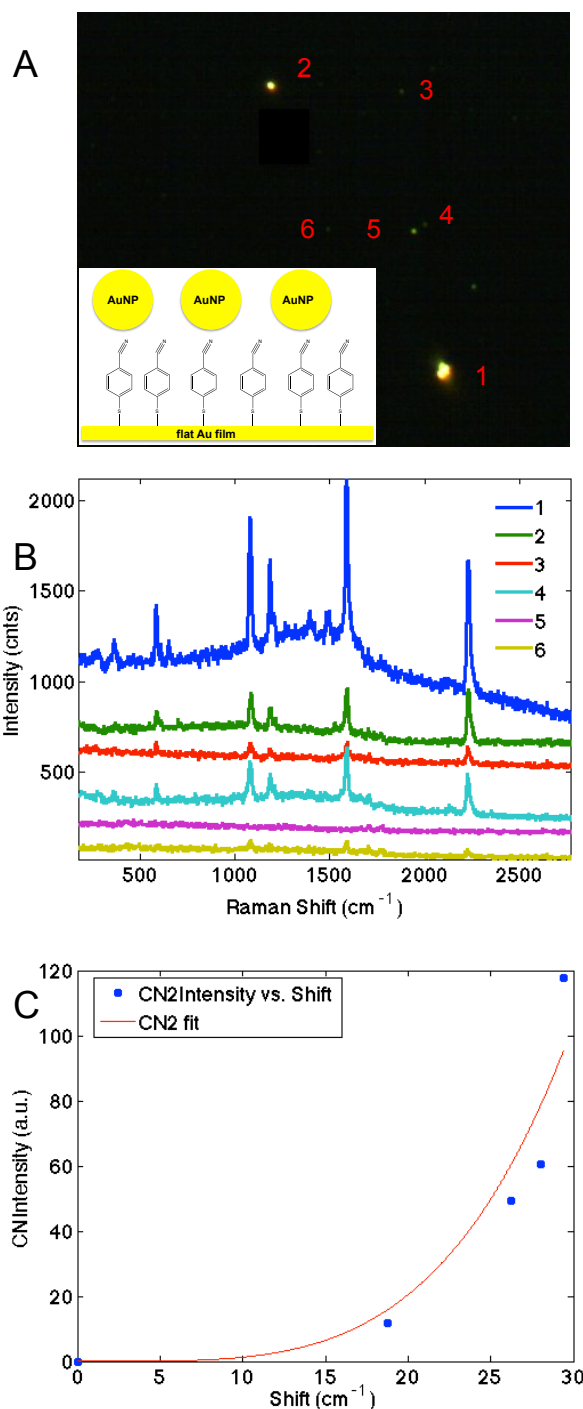 A
2
3
6
5
4
1
AuNP
AuNP
AuNP
N
N
N
N
N
N
S
S
S
S
S
S
flat Au film
B
2000
1500
1000
500
Intensity (cnts)
1
2
3
4
5
6
500
1000
1500
2000
2500
Raman Shift (cm⁻¹)
C
120
100
80
60
40
20
0
CNIntensity (a.u.)
CN2Intensity vs. Shift
CN2 fit
0
5
10
15
20
25
30
Shift (cm⁻¹)